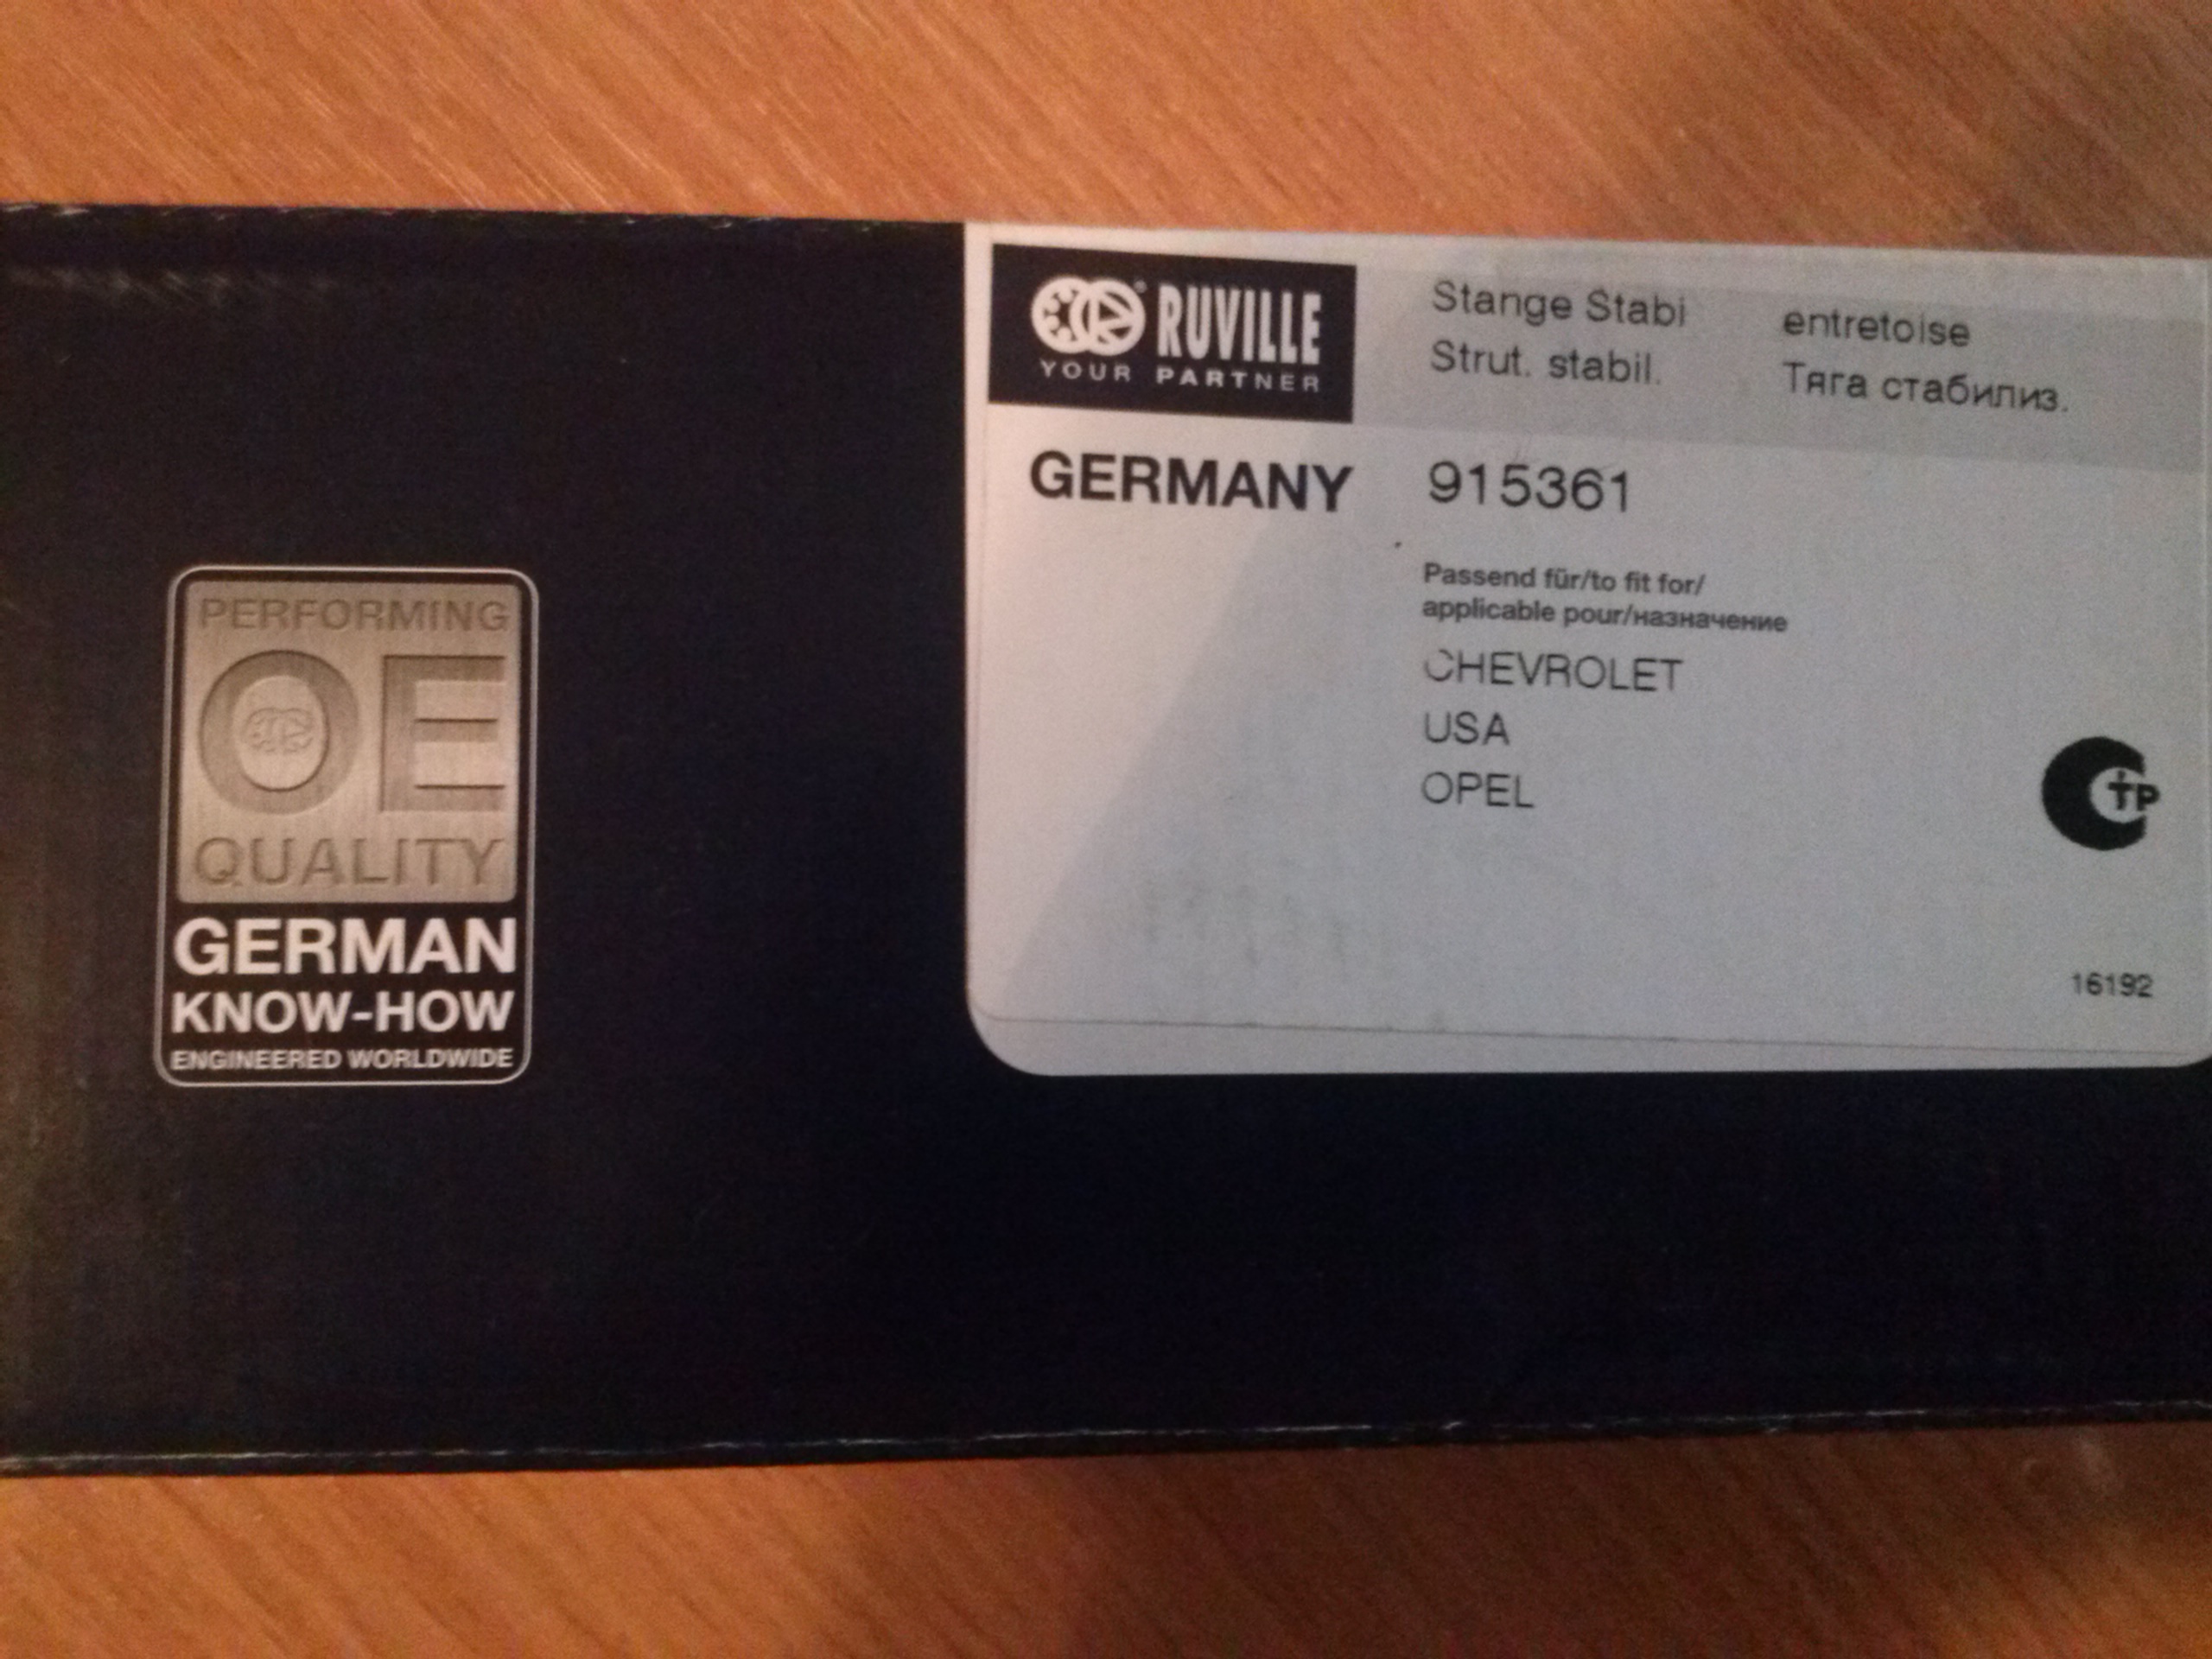 PERFORMING
OE
QUALITY
GERMAN
KNOW-HOW
ENGINEERED WORLDWIDE
® RUVILLE
YOUR PARTNER
Stange Stabi
entretoise
Strut. stabil.
Тяга стабилиз.
GERMANY
915361
Passend für/to fit for/
applicable pour/назначение
CHEVROLET
USA
OPEL
16192